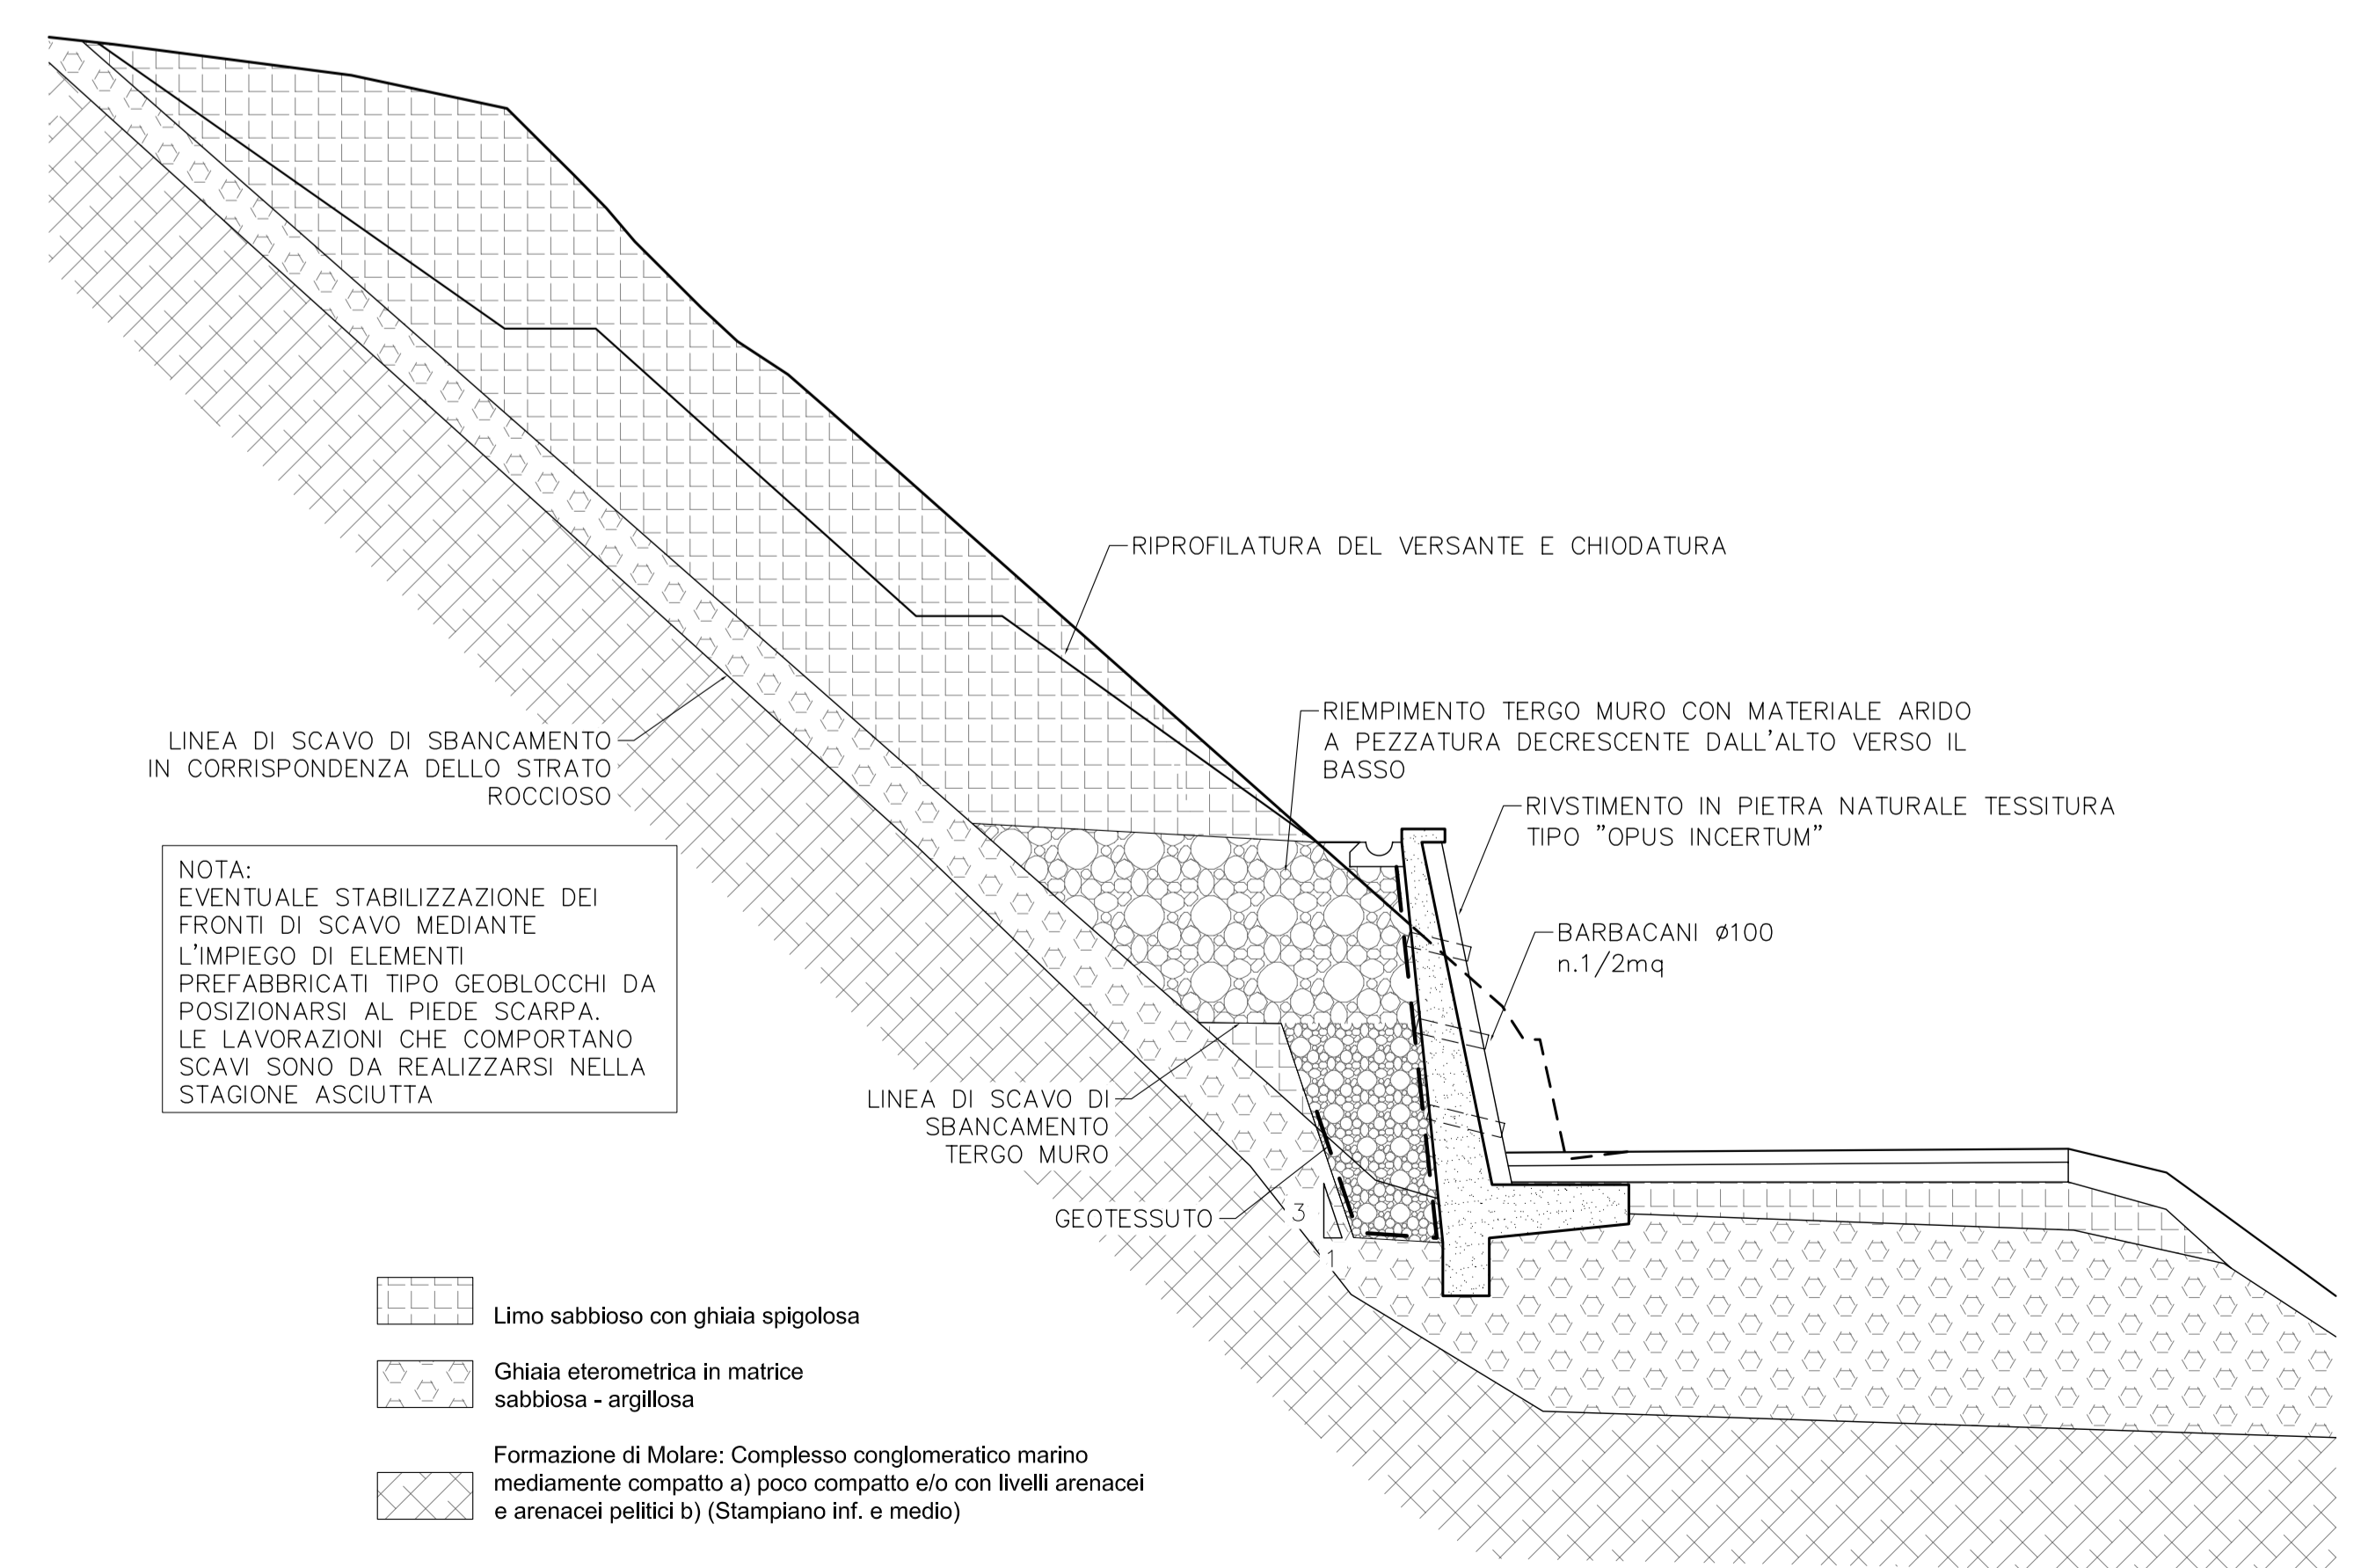 RIPROFILATURA DEL VERSANTE E CHIODATURA
RIEMPIMENTO TERGO MURO CON MATERIALE ARIDO
A PEZZATURA DECRESCENTE DALL'ALTO VERSO IL
BASSO
LINEA DI SCAVO DI SBANCAMENTO
IN CORRISPONDENZA DELLO STRATO
ROCCIOSO
RIVSTIMENTO IN PIETRA NATURALE TESSITURA
TIPO "OPUS INCERTUM"
NOTA:
EVENTUALE STABILIZZAZIONE DEI
FRONTI DI SCAVO MEDIANTE
L'IMPIEGO DI ELEMENTI
PREFABBRICATI TIPO GEOBLOCCHI DA
POSIZIONARSI AL PIEDE SCARPA.
LE LAVORAZIONI CHE COMPORTANO
SCAVI SONO DA REALIZZARSI NELLA
STAGIONE ASCIUTTA
BARBACANI ø100
n.1/2mq
LINEA DI SCAVO DI
SBANCAMENTO
TERGO MURO
GEOTESSUTO
3
1
Limo sabbioso con ghiaia spigolosa
Ghiaia eterometrica in matrice
sabbiosa - argillosa
Formazione di Molare: Complesso conglomeratico marino
mediamente compatto a) poco compatto e/o con livelli arenacei
e arenacei pelitici b) (Stampiano inf. e medio)